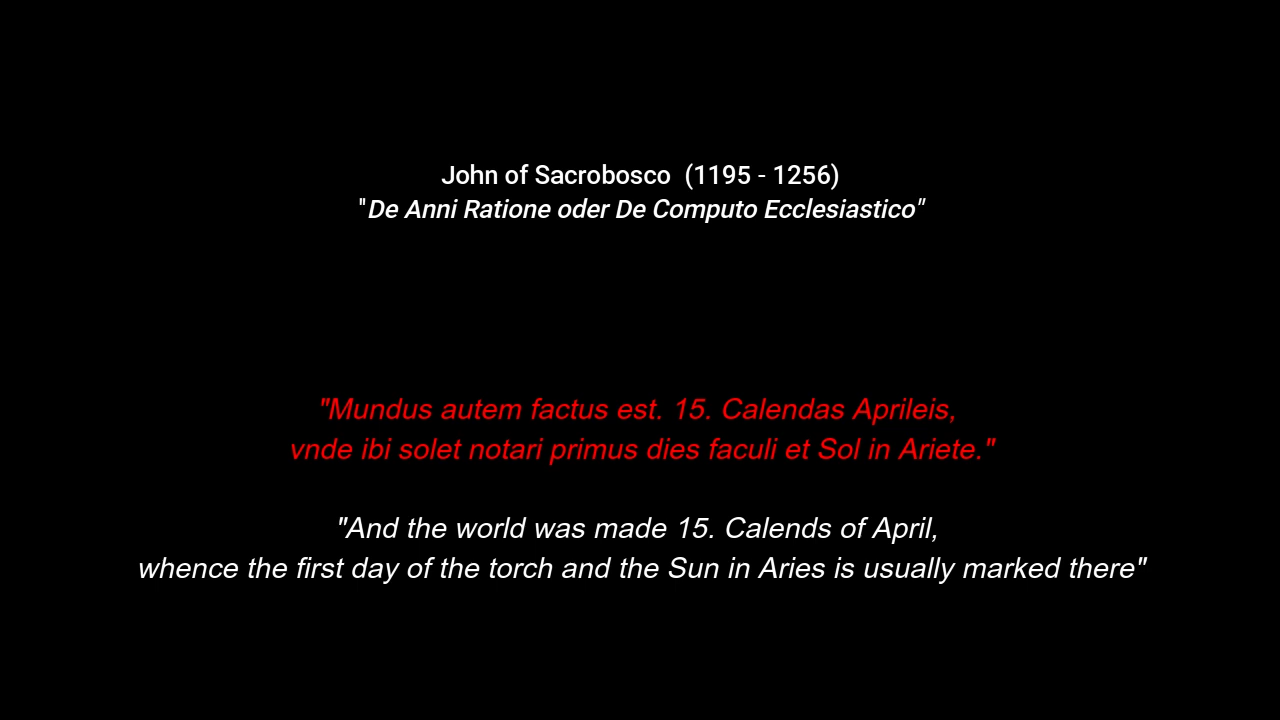 John of Sacrobosco  (1195 - 1256)
"De Anni Ratione oder De Computo Ecclesiastico"
"Mundus autem factus est. 15. Calendas Aprileis,
vnde ibi solet notari primus dies faculi et Sol in Ariete."
"And the world was made 15. Calends of April,
whence the first day of the torch and the Sun in Aries is usually marked there"